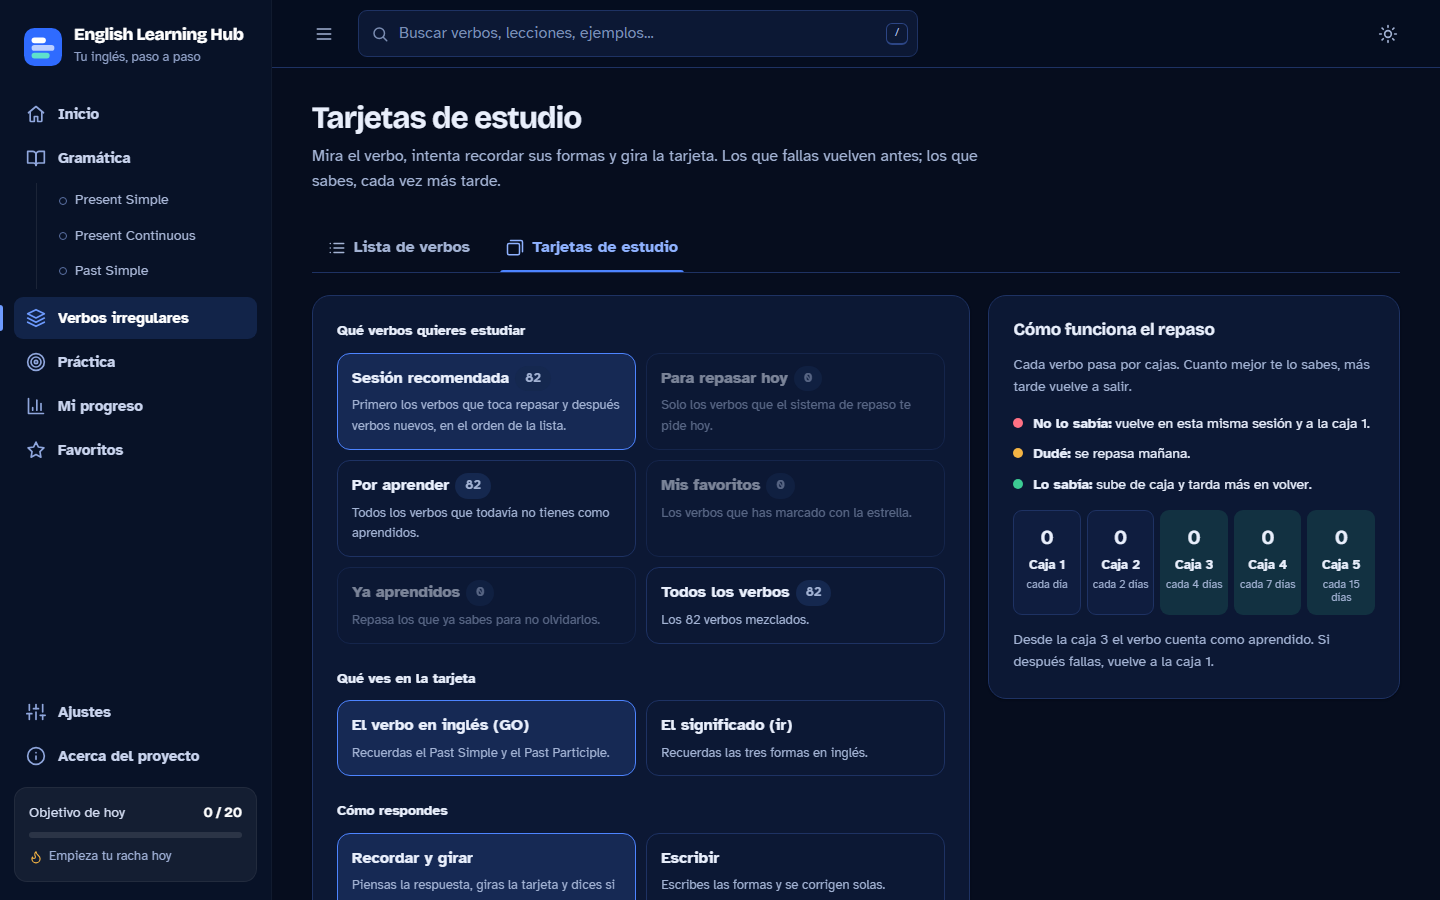 English Learning Hub
Tu inglés, paso a paso
Inicio
Gramática
Present Simple
Present Continuous
Past Simple
Verbos irregulares
Práctica
Mi progreso
Favoritos
Ajustes
Acerca del proyecto
Objetivo de hoy 0 / 20
Empieza tu racha hoy
Buscar verbos, lecciones, ejemplos... /
Tarjetas de estudio
Mira el verbo, intenta recordar sus formas y gira la tarjeta. Los que fallas vuelven antes; los que
sabes, cada vez más tarde.
Lista de verbos
Tarjetas de estudio
Qué verbos quieres estudiar
Sesión recomendada 82
Primero los verbos que toca repasar y después
verbos nuevos, en el orden de la lista.
Para repasar hoy 0
Solo los verbos que el sistema de repaso te
pide hoy.
Por aprender 82
Todos los verbos que todavía no tienes como
aprendidos.
Mis favoritos 0
Los verbos que has marcado con la estrella.
Ya aprendidos 0
Repasa los que ya sabes para no olvidarlos.
Todos los verbos 82
Los 82 verbos mezclados.
Qué ves en la tarjeta
El verbo en inglés (GO)
Recuerdas el Past Simple y el Past Participle.
El significado (ir)
Recuerdas las tres formas en inglés.
Cómo respondes
Recordar y girar
Piensas la respuesta, giras la tarjeta y dices si
Escribir
Escribes las formas y se corrigen solas.
Cómo funciona el repaso
Cada verbo pasa por cajas. Cuanto mejor te lo sabes, más
tarde vuelve a salir.
No lo sabía: vuelve en esta misma sesión y a la caja 1.
Dudé: se repasa mañana.
Lo sabía: sube de caja y tarda más en volver.
0
Caja 1
cada día
0
Caja 2
cada 2 días
0
Caja 3
cada 4 días
0
Caja 4
cada 7 días
0
Caja 5
cada 15
días
Desde la caja 3 el verbo cuenta como aprendido. Si
después fallas, vuelve a la caja 1.